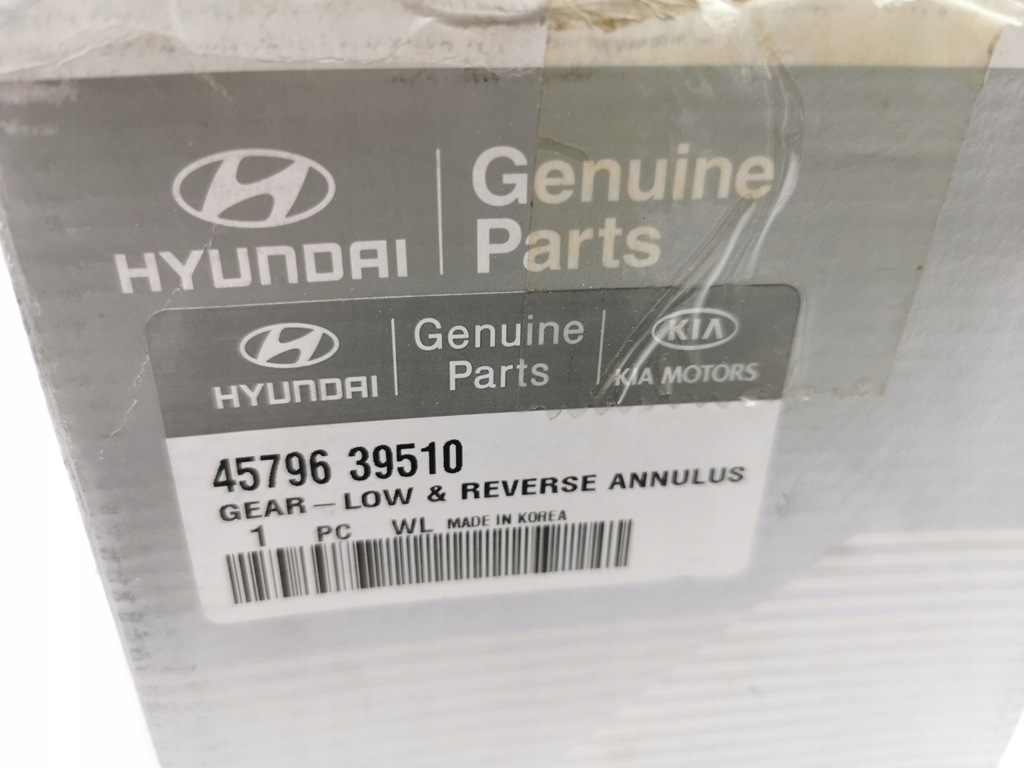 HYUNDAI
Genuine
Parts
HYUNDAI
Genuine
Parts
KIA
KIA MOTORS
45796 39510
GEAR-LOW & REVERSE ANNULUS
1 PC WL MADE IN KOREA